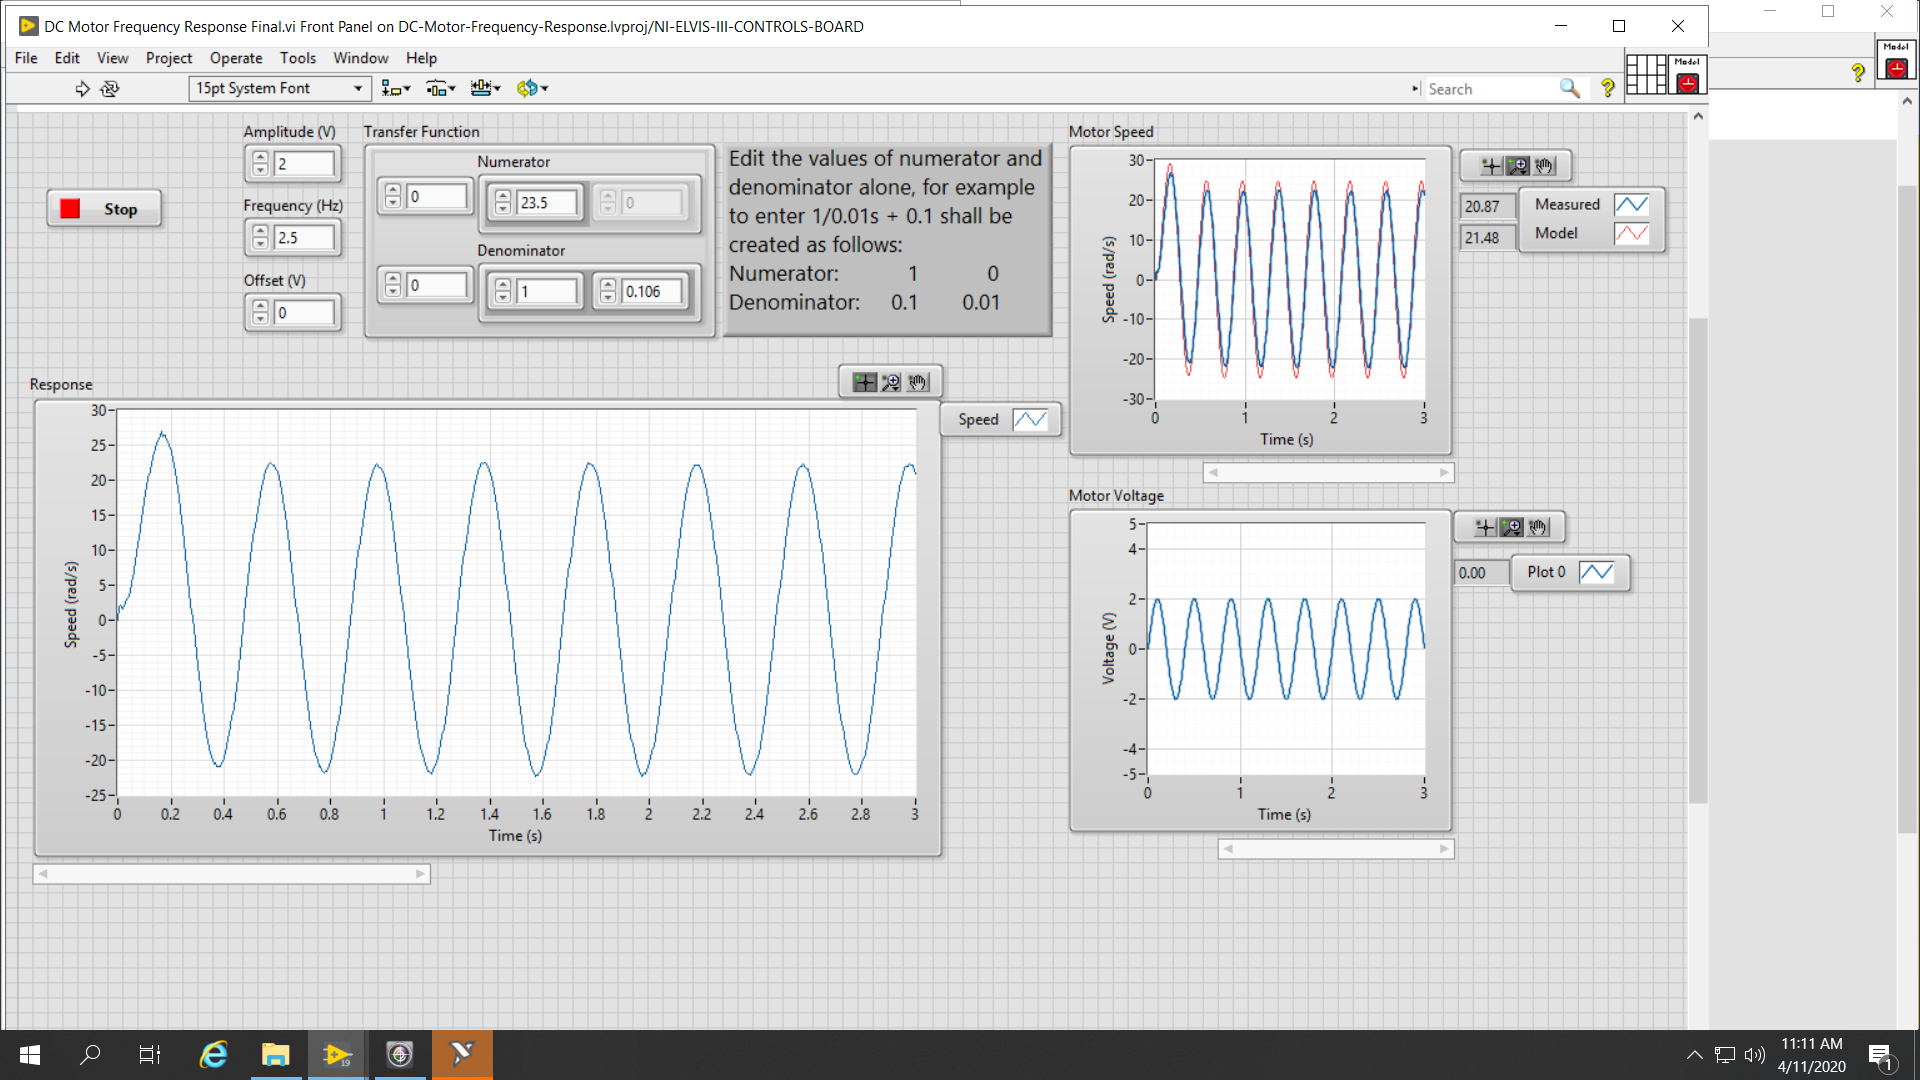 DC Motor Frequency Response Final.vi Front Panel on DC-Motor-Frequency-Response.lvproj/NI-ELVIS-III-CONTROLS-BOARD
File Edit View Project Operate Tools Window Help
15pt System Font
Search
?
Model
?
Model
Stop
Amplitude (V)
2
Frequency (Hz)
2.5
Offset (V)
0
Transfer Function
Numerator
0 23.5 0
Denominator
0 1 0.106
Edit the values of numerator and
denominator alone, for example
to enter 1/0.01s + 0.1 shall be
created as follows:
Numerator: 1 0
Denominator: 0.1 0.01
Motor Speed
30
20
10
0
-10
-20
-30
Speed (rad/s)
0 1 2 3
Time (s)
20.87 Measured
21.48 Model
Response
30
25
20
15
10
5
0
-5
-10
-15
-20
-25
Speed (rad/s)
0 0.2 0.4 0.6 0.8 1 1.2 1.4 1.6 1.8 2 2.2 2.4 2.6 2.8 3
Time (s)
Speed
Motor Voltage
5
4
2
0
-2
-4
-5
Voltage (V)
0 1 2 3
Time (s)
0.00 Plot 0
19
11:11 AM
4/11/2020
1